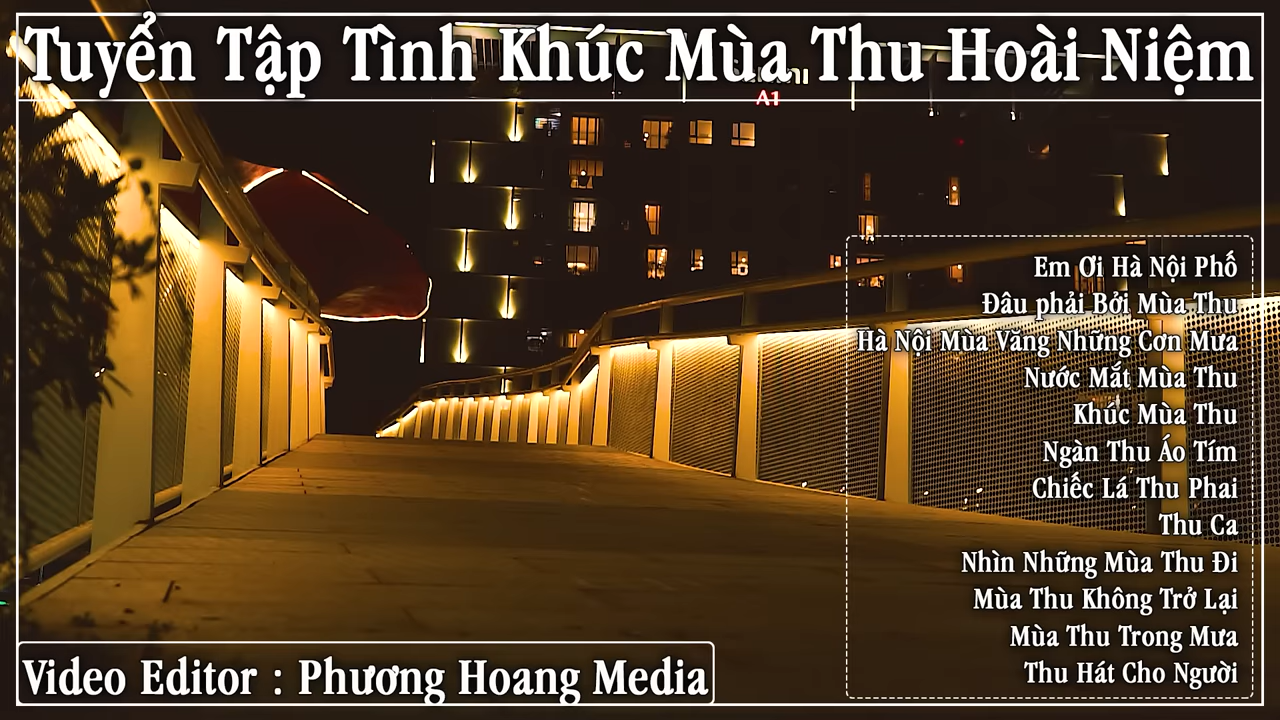 Tuyển Tập Tình Khúc Mùa Thu Hoài Niệm
A1
Em Ơi Hà Nội Phố
Đâu phải Bởi Mùa Thu
Hà Nội Mùa Vắng Những Cơn Mưa
Nước Mắt Mùa Thu
Khúc Mùa Thu
Ngàn Thu Áo Tím
Chiếc Lá Thu Phai
Thu Ca
Nhìn Những Mùa Thu Đi
Mùa Thu Không Trở Lại
Mùa Thu Trong Mưa
Thu Hát Cho Người
Video Editor : Phương Hoang Media